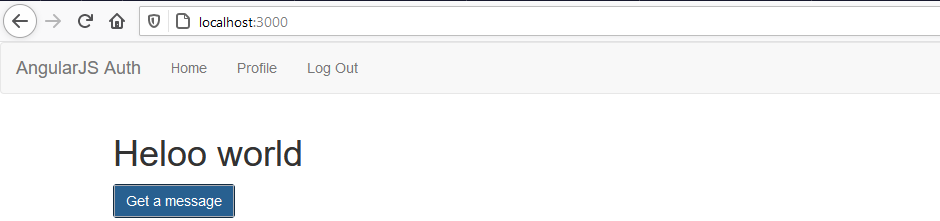 localhost:3000
AngularJS Auth Home Profile Log Out
Heloo world
Get a message